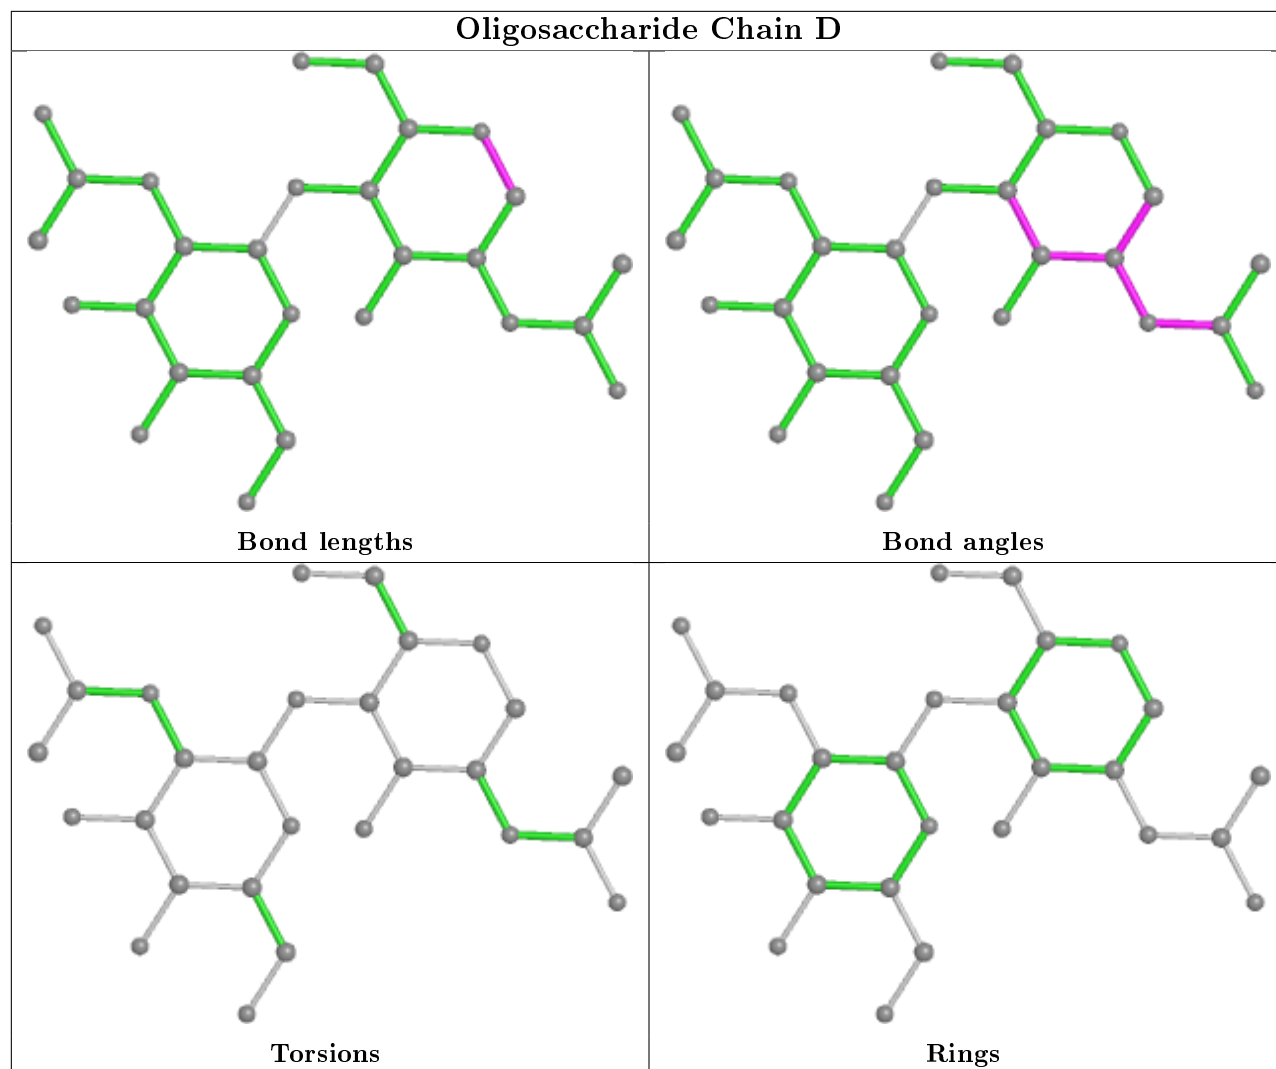 Oligosaccharide Chain D
Bond lengths
Bond angles
Torsions
Rings